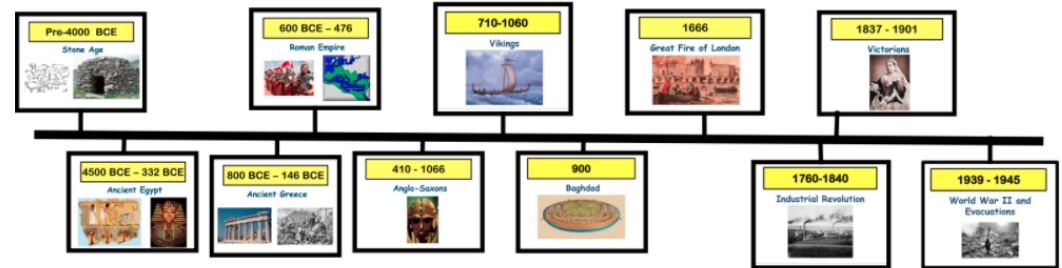 Pre-4000 BCE
Stone Age
600 BCE – 476
Roman Empire
710-1060
Vikings
1666
Great Fire of London
1837 - 1901
Victorians
4500 BCE – 332 BCE
Ancient Egypt
800 BCE – 146 BCE
Ancient Greece
410 - 1066
Anglo-Saxons
900
Baghdad
1760-1840
Industrial Revolution
1939 - 1945
World War II and
Evacuations